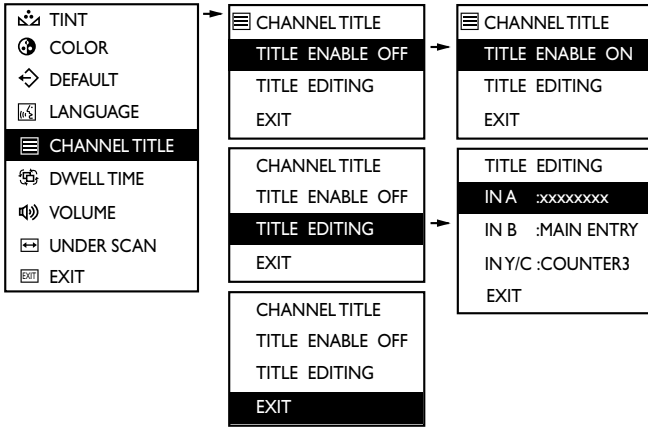 TINT
COLOR
DEFAULT
LANGUAGE
CHANNEL TITLE
DWELL TIME
VOLUME
UNDER SCAN
EXIT EXIT
CHANNEL TITLE
TITLE ENABLE OFF
TITLE EDITING
EXIT
CHANNEL TITLE
TITLE ENABLE ON
TITLE EDITING
EXIT
CHANNEL TITLE
TITLE ENABLE OFF
TITLE EDITING
EXIT
TITLE EDITING
IN A :xxxxxxxx
IN B :MAIN ENTRY
IN Y/C :COUNTER3
EXIT
CHANNEL TITLE
TITLE ENABLE OFF
TITLE EDITING
EXIT